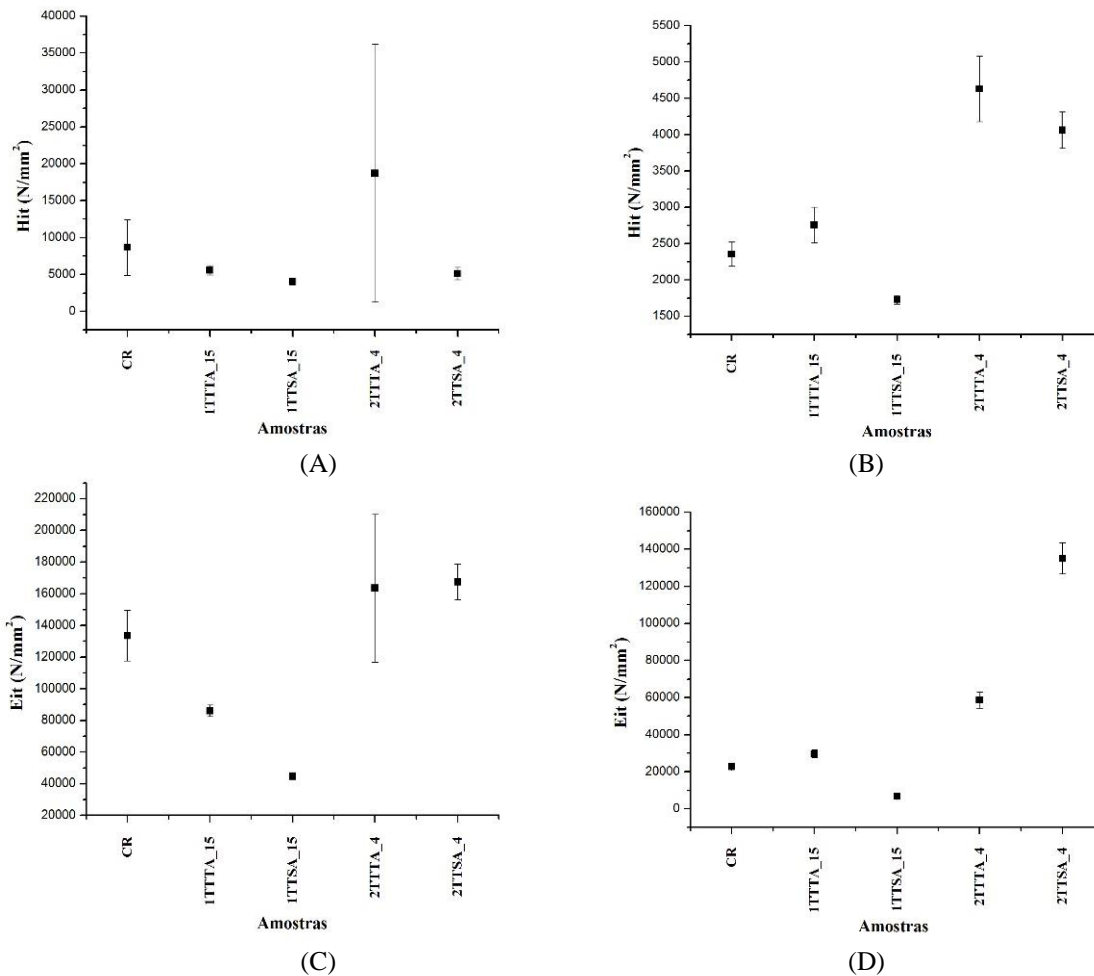 40000
35000
30000
25000
20000
15000
10000
5000
0
Hit (N/mm²)
CR
1TTTA_15
1TTSA_15
2TTTA_4
2TTSA_4
Amostras
(A)
5500
5000
4500
4000
3500
3000
2500
2000
1500
Hit (N/mm²)
CR
1TTTA_15
1TTSA_15
2TTTA_4
2TTSA_4
Amostras
(B)
220000
200000
180000
160000
140000
120000
100000
80000
60000
40000
20000
Eit (N/mm²)
CR
1TTTA_15
1TTSA_15
2TTTA_4
2TTSA_4
Amostras
(C)
160000
140000
120000
100000
80000
60000
40000
20000
0
Eit (N/mm²)
CR
1TTTA_15
1TTSA_15
2TTTA_4
2TTSA_4
Amostras
(D)